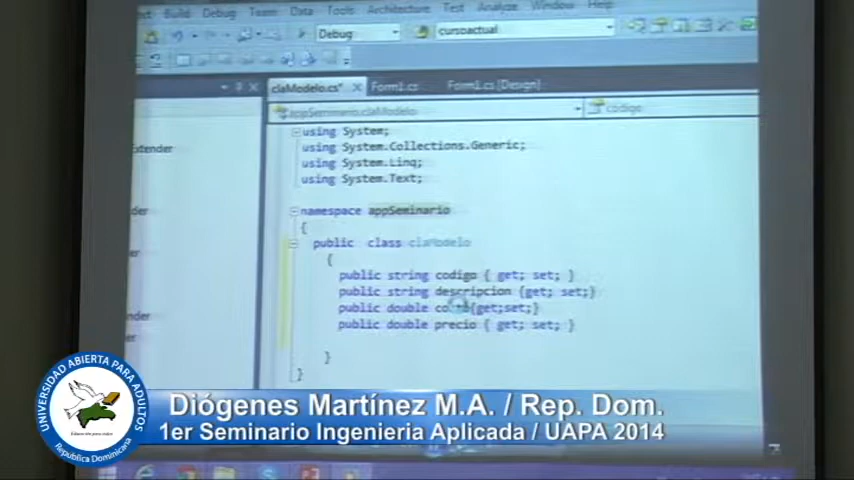 Build Debug Team Data Tools Architecture Test Analyze Window Help
Debug cursoactual
claModelo.cs* Form1.cs Form1.cs [Design]
appSeminario.claModelo codigo
using System;
using System.Collections.Generic;
using System.Linq;
using System.Text;
namespace appSeminario
{
public class claModelo
{
public string codigo { get; set; }
public string descripcion {get; set;}
public double {get;set;}
public double precio { get; set; }
}
}
UNIVERSIDAD ABIERTA PARA ADULTOS
Republica Dominicana
Diógenes Martínez M.A. / Rep. Dom.
1er Seminario Ingenieria Aplicada / UAPA 2014